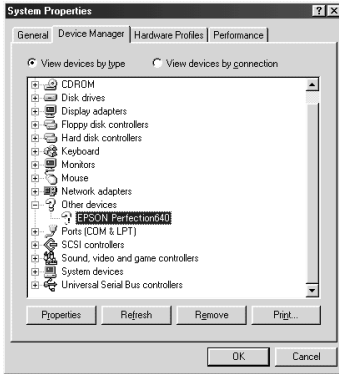 System Properties
General Device Manager Hardware Profiles Performance
View devices by type View devices by connection
CDROM
Disk drives
Display adapters
Floppy disk controllers
Hard disk controllers
Keyboard
Monitors
Mouse
Network adapters
Other devices
EPSON Perfection640
Ports (COM & LPT)
SCSI controllers
Sound, video and game controllers
System devices
Universal Serial Bus controllers
Properties Refresh Remove Print...
OK Cancel